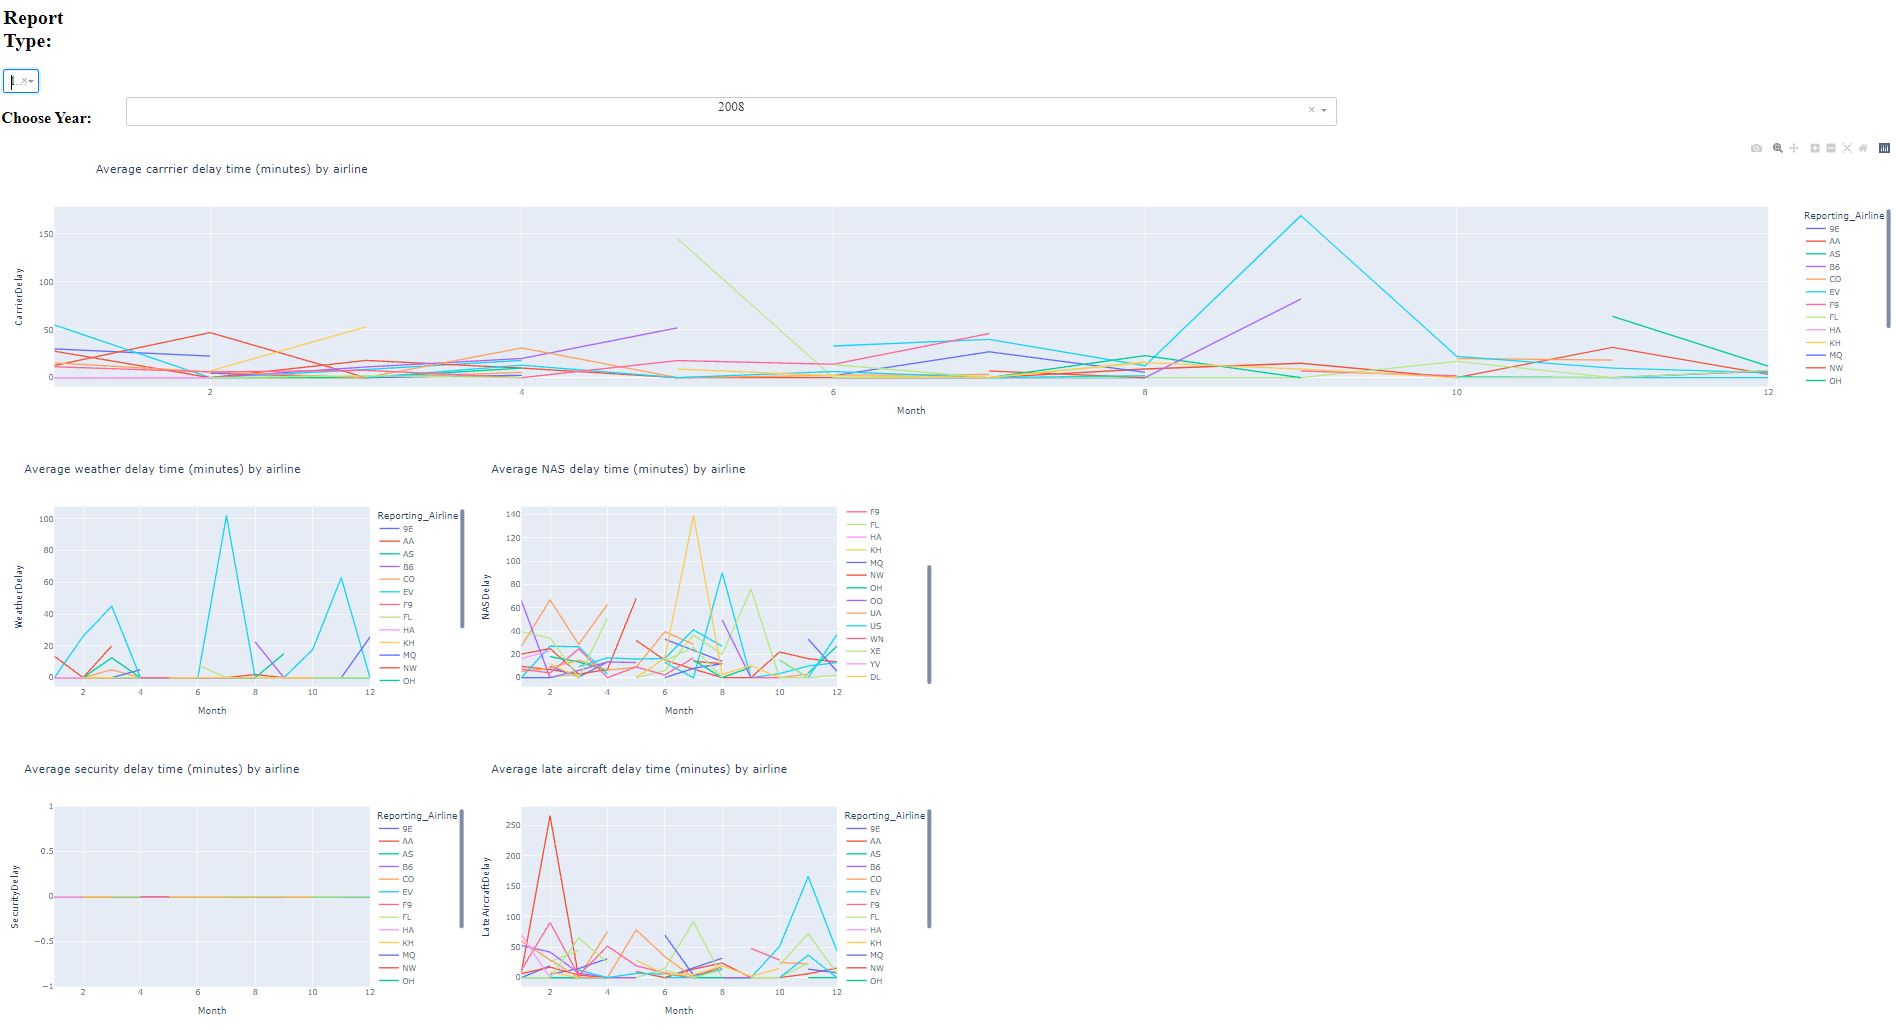 Report
Type:
Choose Year:
2008
Average carrrier delay time (minutes) by airline
CarrierDelay
150
100
50
0
2
4
6
8
10
12
Month
Reporting_Airline
9E
AA
AS
B6
CO
EV
F9
FL
HA
KH
MQ
NW
OH
Average weather delay time (minutes) by airline
WeatherDelay
100
80
60
40
20
0
2
4
6
8
10
12
Month
Reporting_Airline
9E
AA
AS
B6
CO
EV
F9
FL
HA
KH
MQ
NW
OH
Average NAS delay time (minutes) by airline
NASDelay
140
120
100
80
60
40
20
0
2
4
6
8
10
12
Month
F9
FL
HA
KH
MQ
NW
OH
OO
UA
US
WN
XE
YV
DL
Average security delay time (minutes) by airline
SecurityDelay
1
0.5
0
−0.5
−1
2
4
6
8
10
12
Month
Reporting_Airline
9E
AA
AS
B6
CO
EV
F9
FL
HA
KH
MQ
NW
OH
Average late aircraft delay time (minutes) by airline
LateAircraftDelay
250
200
150
100
50
0
2
4
6
8
10
12
Month
Reporting_Airline
9E
AA
AS
B6
CO
EV
F9
FL
HA
KH
MQ
NW
OH